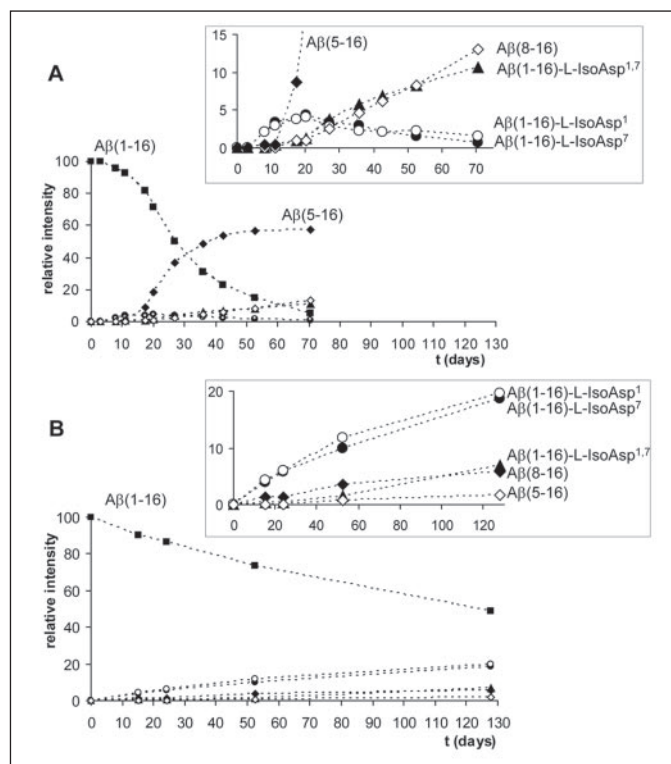 A
15
10
5
0
0 10 20 30 40 50 60 70 80
Aβ(5-16)
Aβ(8-16)
Aβ(1-16)-L-IsoAsp1,7
Aβ(1-16)-L-IsoAsp1
Aβ(1-16)-L-IsoAsp7
relative intensity
100
80
60
40
20
0
Aβ(1-16)
Aβ(5-16)
0 10 20 30 40 50 60 70 80 90 100 110 120 130
t (days)
B
20
10
0
0 20 40 60 80 100 120
Aβ(1-16)-L-IsoAsp1
Aβ(1-16)-L-IsoAsp7
Aβ(1-16)-L-IsoAsp1,7
Aβ(8-16)
Aβ(5-16)
relative intensity
100
80
60
40
20
0
Aβ(1-16)
0 10 20 30 40 50 60 70 80 90 100 110 120 130
t (days)